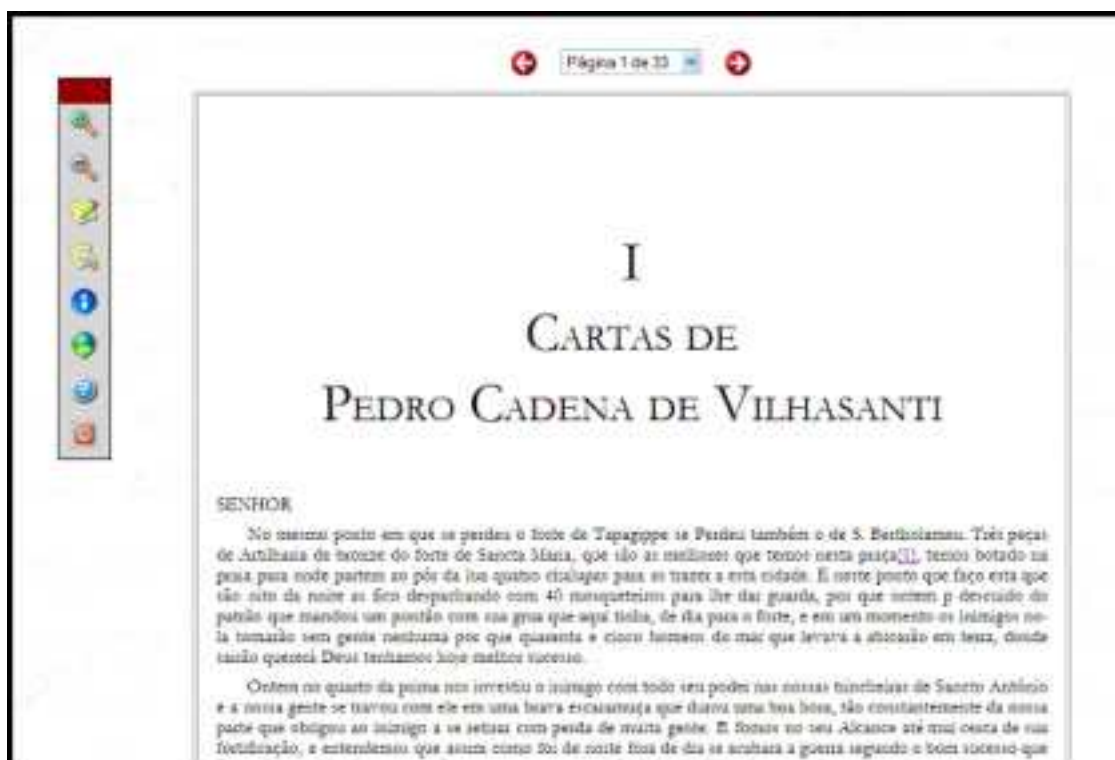 Página 1 de 33
I
CARTAS DE
PEDRO CADENA DE VILHASANTI
SENHOR
No mesmo ponto em que se perdeu o forte de Tapagippe se Perdeu também o de S. Bertholameu. Três peças
de Artilharia de bronze do forte de Sancta Maria, que são as melhores que temos nesta praça[1], temos botado na
praia para onde partem ao pôs da lua quatro chalupas para as trazer a esta cidade. E neste ponto que faço esta que
são oito da noite as fico despachando com 40 mosqueteiros para lhe dar guarda, por que ontem p descuido do
patrão que mandou um pontão com sua grua que aqui tinha, de dia para o forte, e em um momento os inimigos no-
la tomarão sem gente nenhuma por que quarenta e cinco homens do mar que levava a abicarão em terra, donde
sairão quererá Deus tenhamos hoje melhor sucesso.
Ontem no quarto da prima nos investiu o inimigo com todo seu poder nas nossas trincheiras de Sancto António
e a nossa gente se travou com ele em uma brava escaramuça que durou uma boa hora, tão constantemente da nossa
parte que obrigou ao inimigo a se retirar com perda de muita gente. E fomos no seu Alcance até mui cerca de sua
fortificação, e entendemos que assim como foi de noite fora de dia se acabara a guerra segundo o bom sucesso que